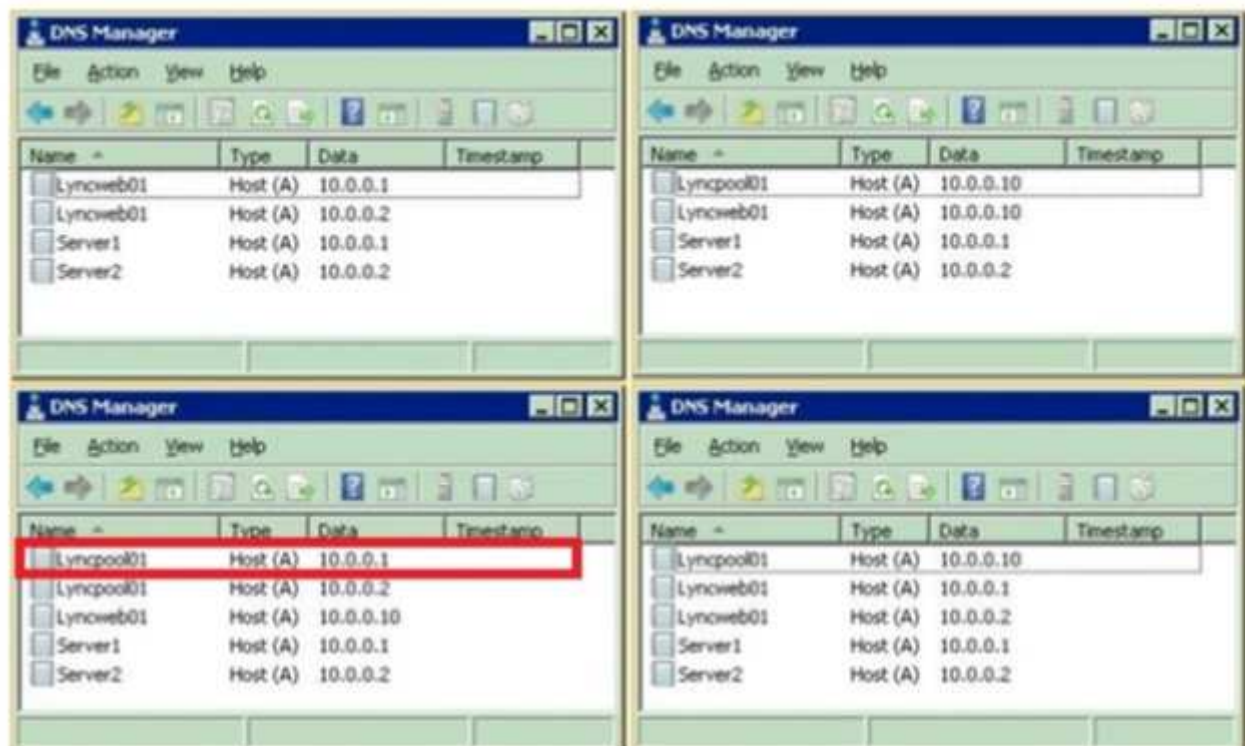 DNS Manager
File Action View Help
Name Type Data Timestamp
Lyncweb01 Host (A) 10.0.0.1
Lyncweb01 Host (A) 10.0.0.2
Server1 Host (A) 10.0.0.1
Server2 Host (A) 10.0.0.2
DNS Manager
File Action View Help
Name Type Data Timestamp
Lyncpool01 Host (A) 10.0.0.10
Lyncweb01 Host (A) 10.0.0.10
Server1 Host (A) 10.0.0.1
Server2 Host (A) 10.0.0.2
DNS Manager
File Action View Help
Name Type Data Timestamp
Lyncpool01 Host (A) 10.0.0.1
Lyncpool01 Host (A) 10.0.0.2
Lyncweb01 Host (A) 10.0.0.10
Server1 Host (A) 10.0.0.1
Server2 Host (A) 10.0.0.2
DNS Manager
File Action View Help
Name Type Data Timestamp
Lyncpool01 Host (A) 10.0.0.10
Lyncweb01 Host (A) 10.0.0.1
Lyncweb01 Host (A) 10.0.0.2
Server1 Host (A) 10.0.0.1
Server2 Host (A) 10.0.0.2